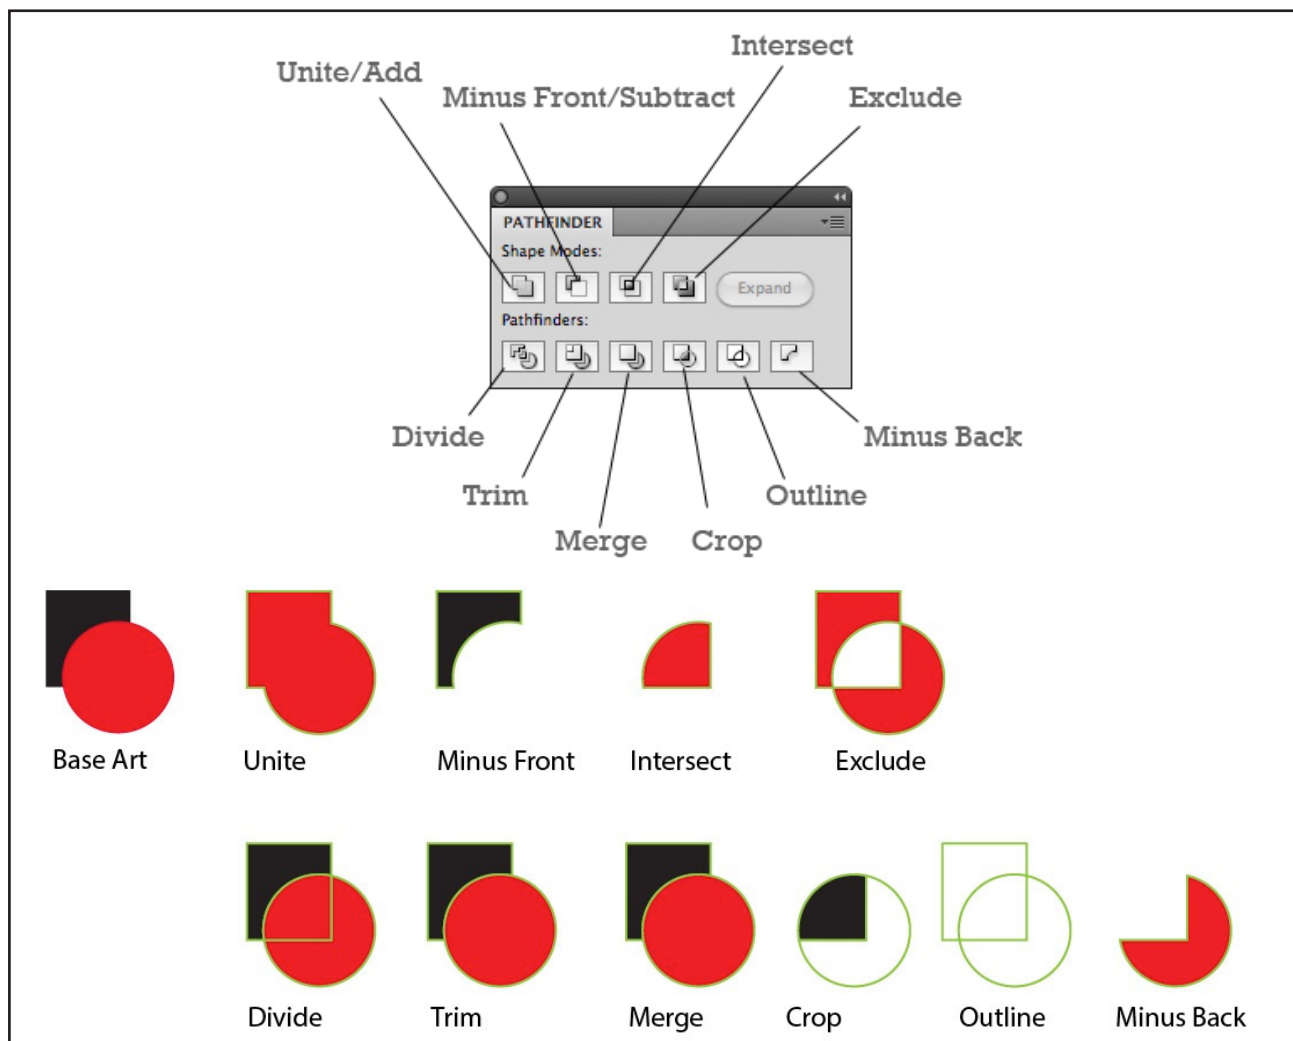 Intersect
Unite/Add
Minus Front/Subtract
Exclude
PATHFINDER
Shape Modes:
Expand
Pathfinders:
Divide
Minus Back
Trim
Outline
Merge
Crop
Base Art
Unite
Minus Front
Intersect
Exclude
Divide
Trim
Merge
Crop
Outline
Minus Back